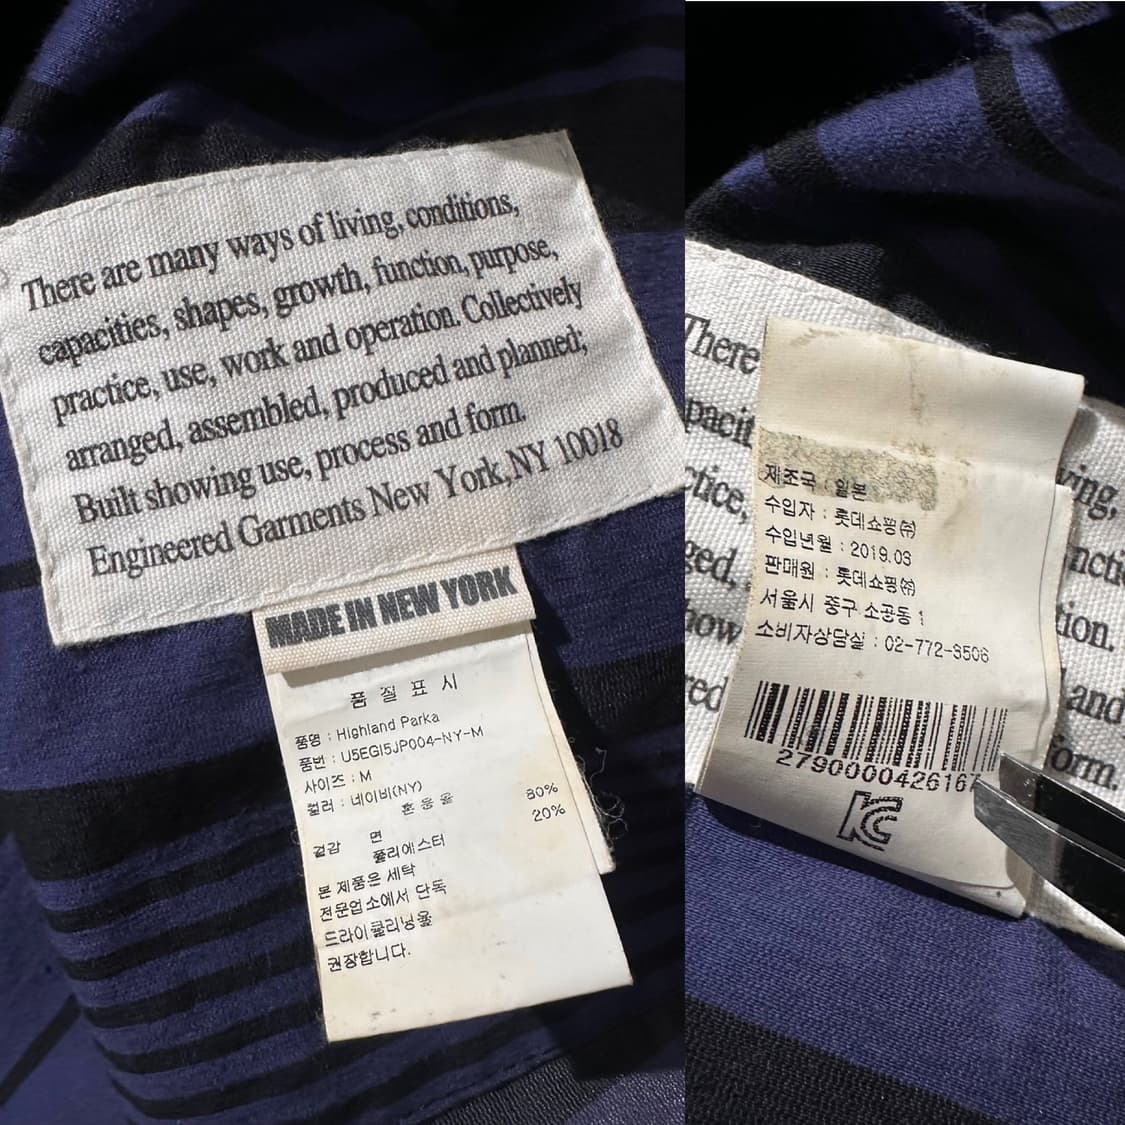 There are many ways of living, conditions,
capacities, shapes, growth, function, purpose,
practice, use, work and operation. Collectively
arranged, assembled, produced and planned;
Built showing use, process and form.
Engineered Garments New York, NY 10018
MADE IN NEW YORK
품 질 표 시
품명 : Highland Parka
품번 : U5EGI5JP004-NY-M
사이즈 : M
컬러 : 네이비(NY)
혼용율
겉감 면 80%
폴리에스터 20%
본 제품은 세탁
전문업소에서 단독
드라이클리닝을
권장합니다.
There
제조국 : 일본
수입자 : 롯데쇼핑㈜
수입년월 : 2019.03
판매원 : 롯데쇼핑㈜
서울시 중구 소공동 1
소비자상담실 : 02-772-9506
2790000426167
KC
ving,
and
form.